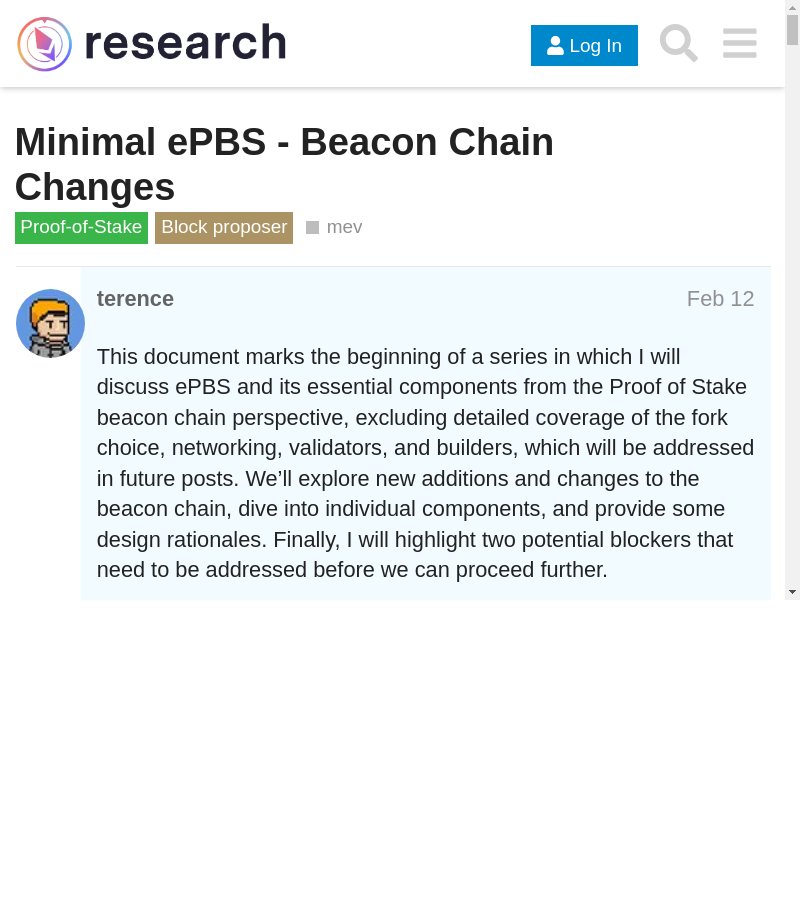 research
Log In
Minimal ePBS - Beacon Chain
Changes
Proof-of-Stake Block proposer mev
terence Feb 12
This document marks the beginning of a series in which I will
discuss ePBS and its essential components from the Proof of Stake
beacon chain perspective, excluding detailed coverage of the fork
choice, networking, validators, and builders, which will be addressed
in future posts. We’ll explore new additions and changes to the
beacon chain, dive into individual components, and provide some
design rationales. Finally, I will highlight two potential blockers that
need to be addressed before we can proceed further.